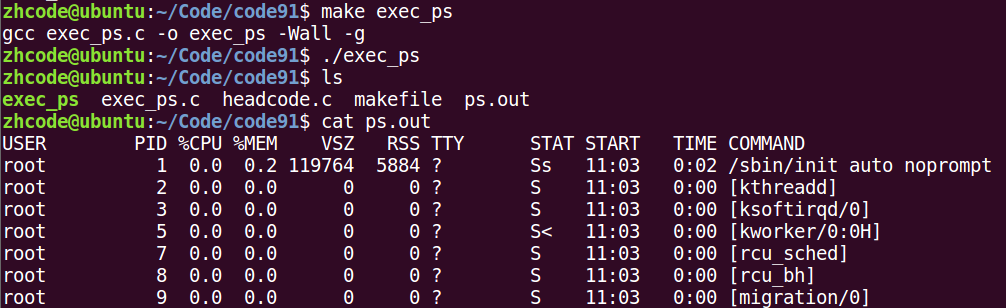 zhcode@ubuntu:~/Code/code91$ make exec_ps
gcc exec_ps.c -o exec_ps -Wall -g
zhcode@ubuntu:~/Code/code91$ ./exec_ps
zhcode@ubuntu:~/Code/code91$ ls
exec_ps  exec_ps.c  headcode.c  makefile  ps.out
zhcode@ubuntu:~/Code/code91$ cat ps.out
USER        PID %CPU %MEM    VSZ   RSS TTY      STAT START   TIME COMMAND
root          1  0.0  0.2 119764  5884 ?        Ss   11:03   0:02 /sbin/init auto noprompt
root          2  0.0  0.0      0     0 ?        S    11:03   0:00 [kthreadd]
root          3  0.0  0.0      0     0 ?        S    11:03   0:00 [ksoftirqd/0]
root          5  0.0  0.0      0     0 ?        S<   11:03   0:00 [kworker/0:0H]
root          7  0.0  0.0      0     0 ?        S    11:03   0:00 [rcu_sched]
root          8  0.0  0.0      0     0 ?        S    11:03   0:00 [rcu_bh]
root          9  0.0  0.0      0     0 ?        S    11:03   0:00 [migration/0]